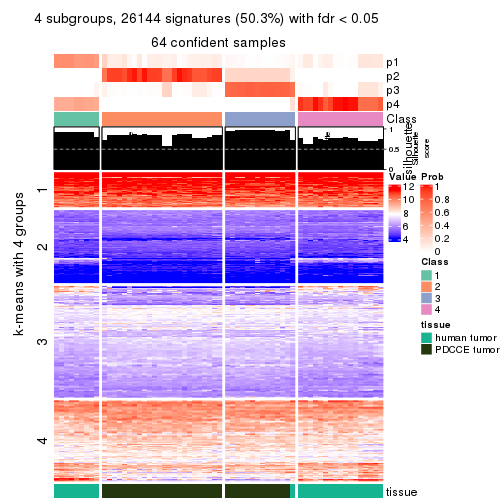 4 subgroups, 26144 signatures (50.3%) with fdr < 0.05
64 confident samples
p1
p2
p3
p4
Class
1
0.5
0
silhouette
Silhouette
score
k-means with 4 groups
1
2
3
4
Value
12
10
8
6
4
Prob
1
0.8
0.6
0.4
0.2
0
Class
1
2
3
4
tissue
human tumor
PDCCE tumor
tissue